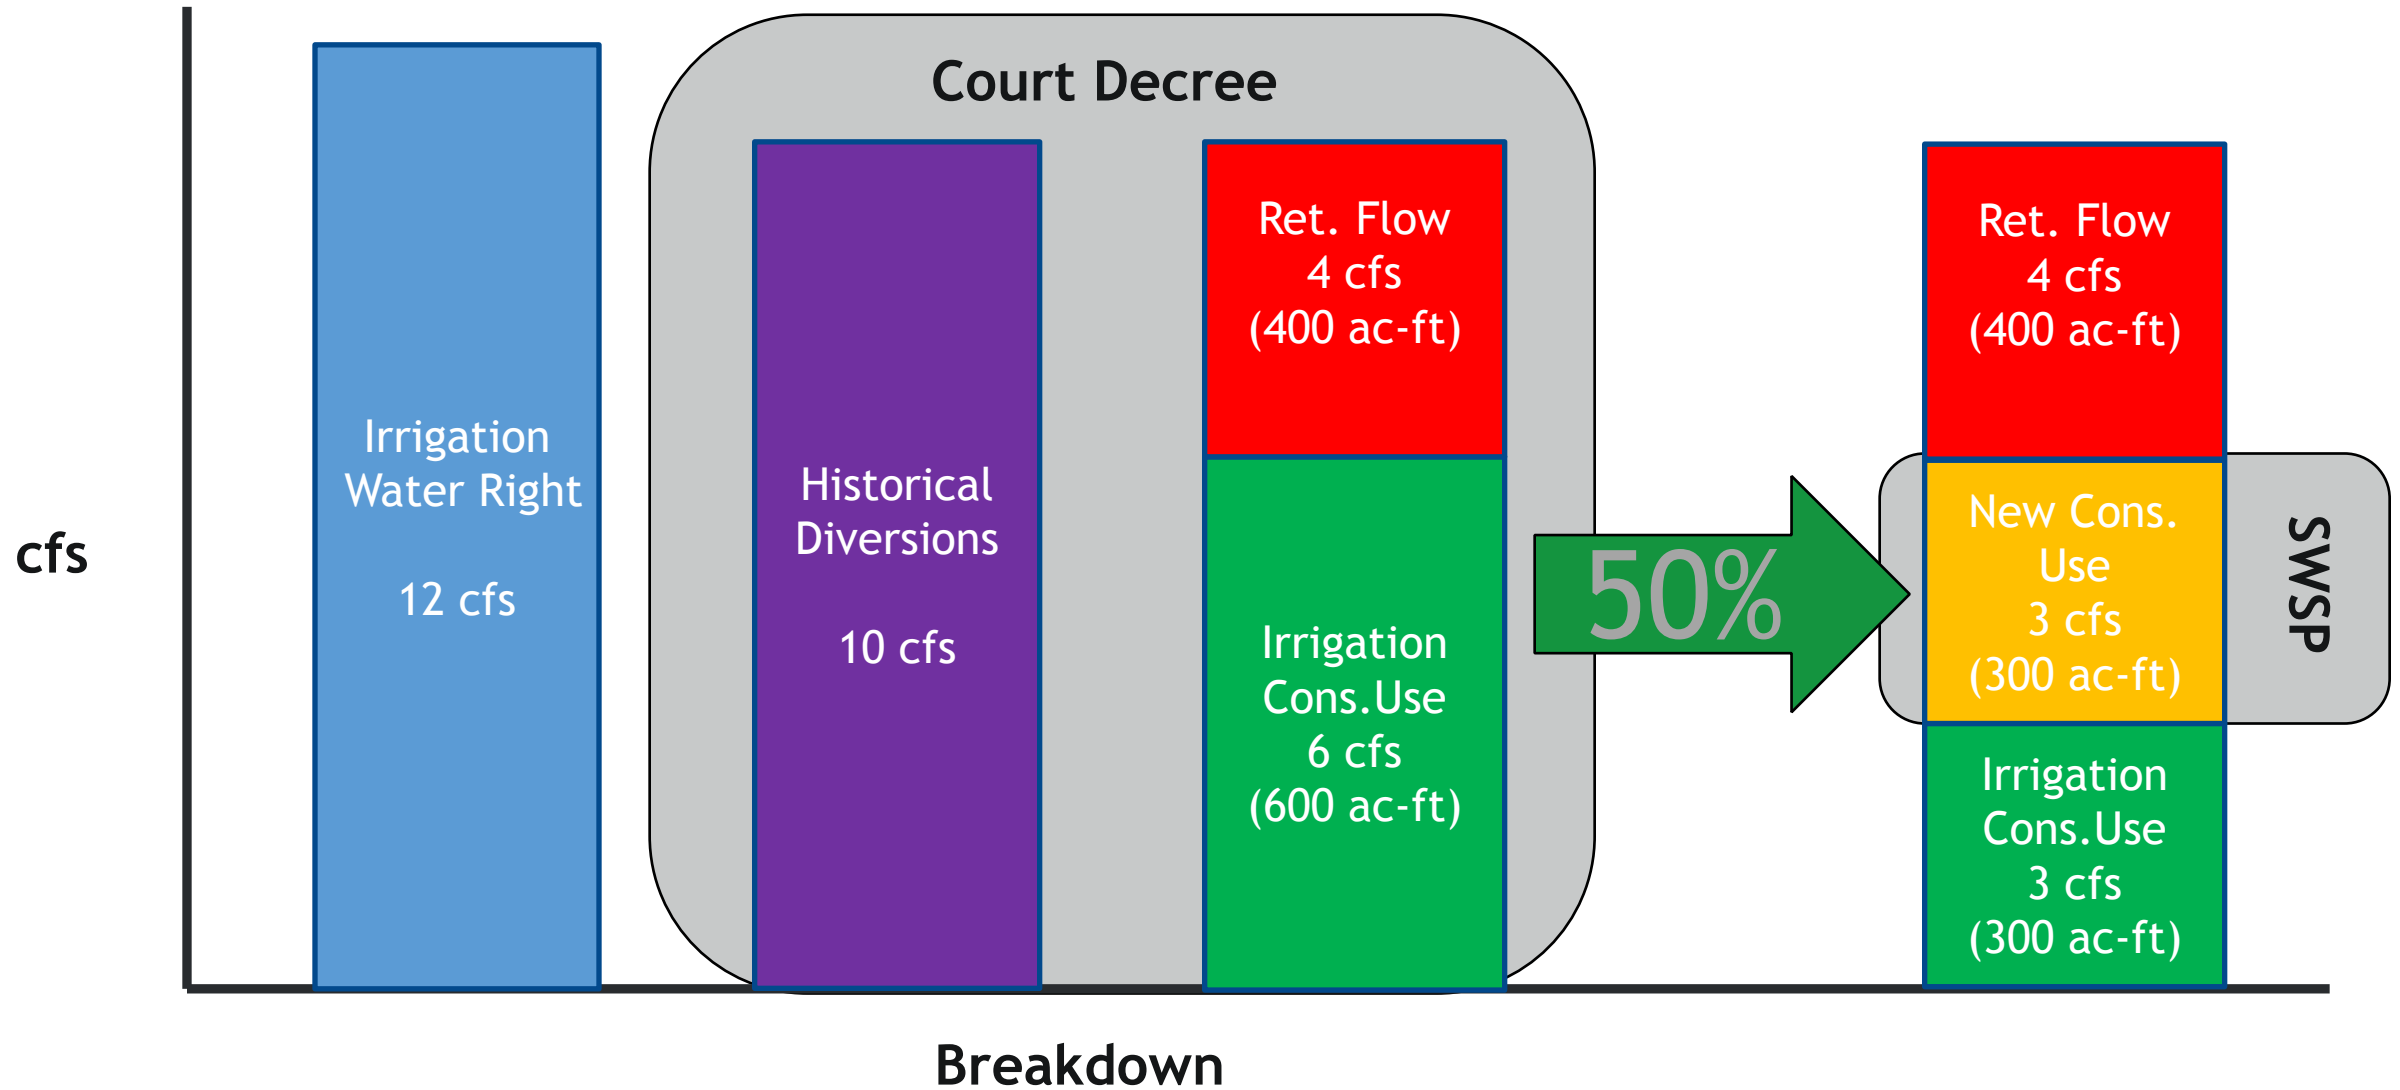 cfs
Irrigation
Water Right
12 cfs
Court Decree
Historical
Diversions
10 cfs
Ret. Flow
4 cfs
(400 ac-ft)
Irrigation
Cons.Use
6 cfs
(600 ac-ft)
50%
Ret. Flow
4 cfs
(400 ac-ft)
New Cons.
Use
3 cfs
(300 ac-ft)
Irrigation
Cons.Use
3 cfs
(300 ac-ft)
SWSP
Breakdown